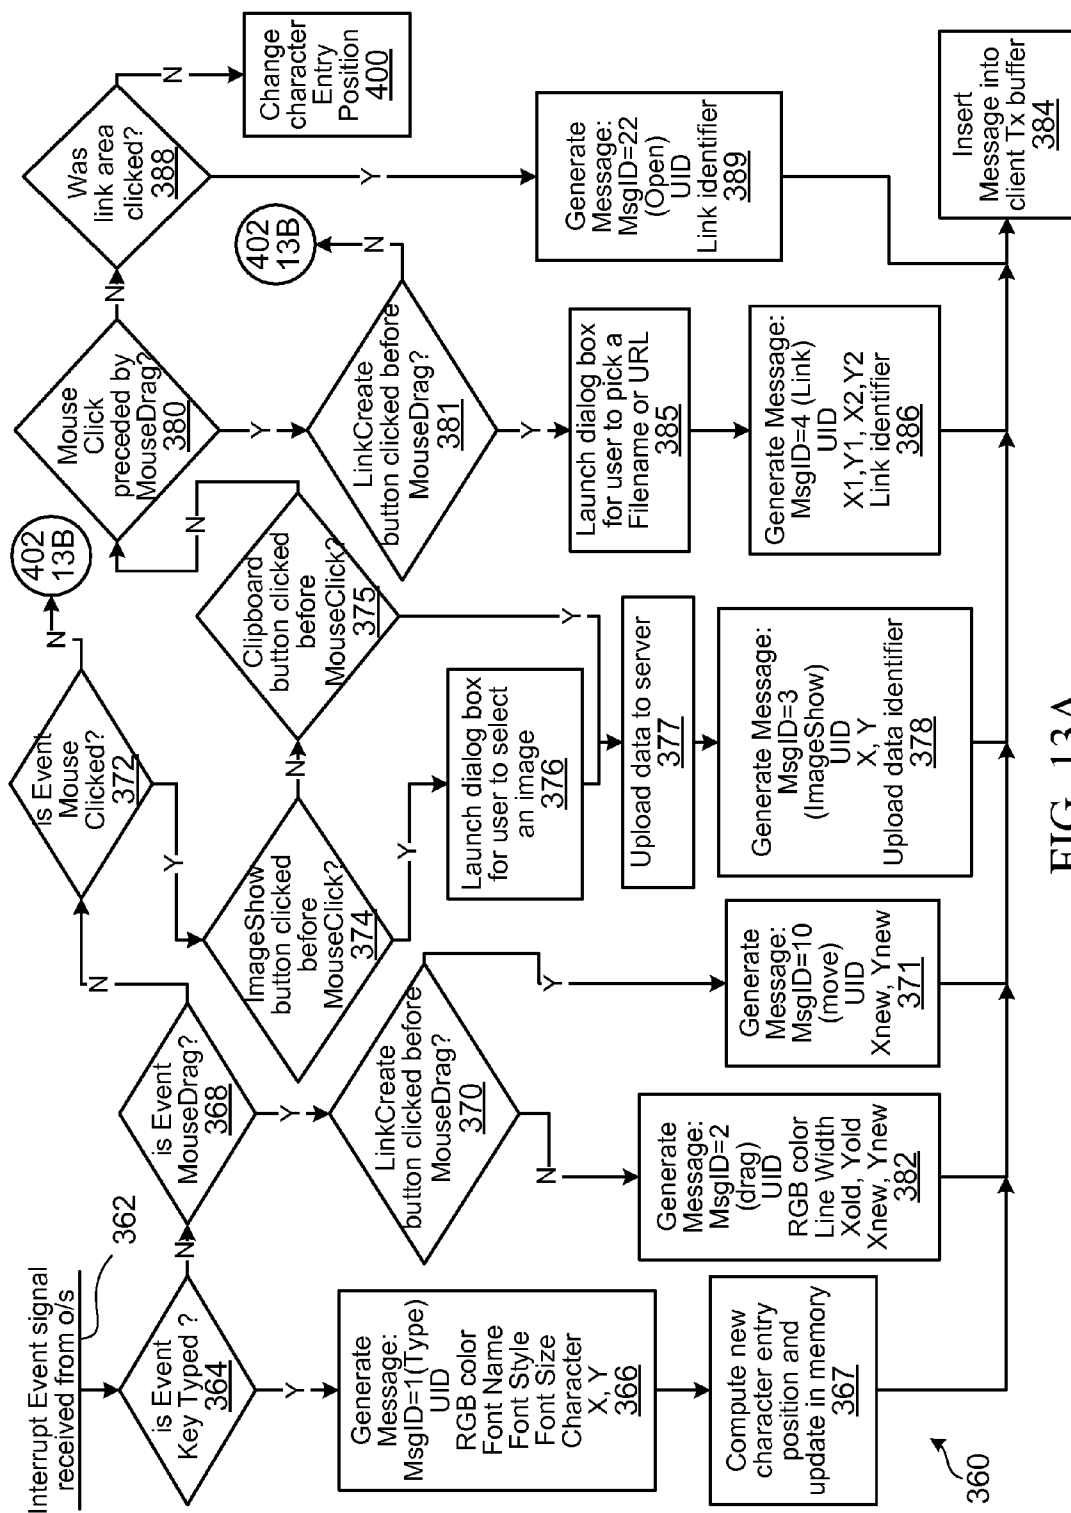 Interrupt Event signal
received from o/s
362
is Event
Key Typed ?
364
N
Y
Generate
Message:
MsgID=1(Type)
UID
RGB color
Font Name
Font Style
Font Size
Character
X, Y
366
Compute new
character entry
position and
update in memory
367
360
is Event
MouseDrag?
368
N
Y
LinkCreate
button clicked before
MouseDrag?
370
N
Y
Generate
Message:
MsgID=2
(drag)
UID
RGB color
Line Width
Xold, Yold
Xnew, Ynew
382
Generate
Message:
MsgID=10
(move)
UID
Xnew, Ynew
371
is Event
Mouse
Clicked?
372
N
402
13B
Y
ImageShow
button clicked
before
MouseClick?
374
N
Y
Launch dialog box
for user to select
an image
376
Clipboard
button clicked
before
MouseClick?
375
N
Y
Upload data to server
377
Generate Message:
MsgID=3
(ImageShow)
UID
X, Y
Upload data identifier
378
Mouse
Click
preceded by
MouseDrag?
380
N
Y
LinkCreate
button clicked before
MouseDrag?
381
N
402
13B
Y
Launch dialog box
for user to pick a
Filename or URL
385
Generate Message:
MsgID=4 (Link)
UID
X1,Y1, X2,Y2
Link identifier
386
Was
link area
clicked?
388
N
Change
character
Entry
Position
400
Y
Generate
Message:
MsgID=22
(Open)
UID
Link identifier
389
Insert
Message into
client Tx buffer
384
FIG. 13A